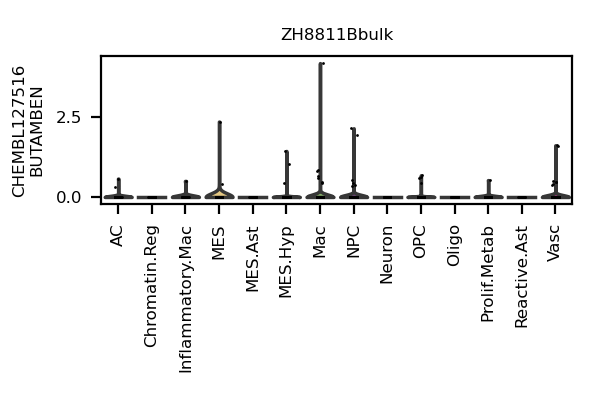 ZH8811Bbulk
CHEMBL127516
BUTAMBEN
2.5
0.0
AC
Chromatin.Reg
Inflammatory.Mac
MES
MES.Ast
MES.Hyp
Mac
NPC
Neuron
OPC
Oligo
Prolif.Metab
Reactive.Ast
Vasc